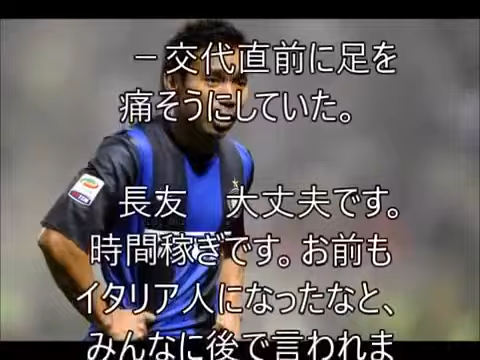 －交代直前に足を
痛そうにしていた。
長友　大丈夫です。
時間稼ぎです。お前も
イタリア人になったなと、
みんなに後で言われま